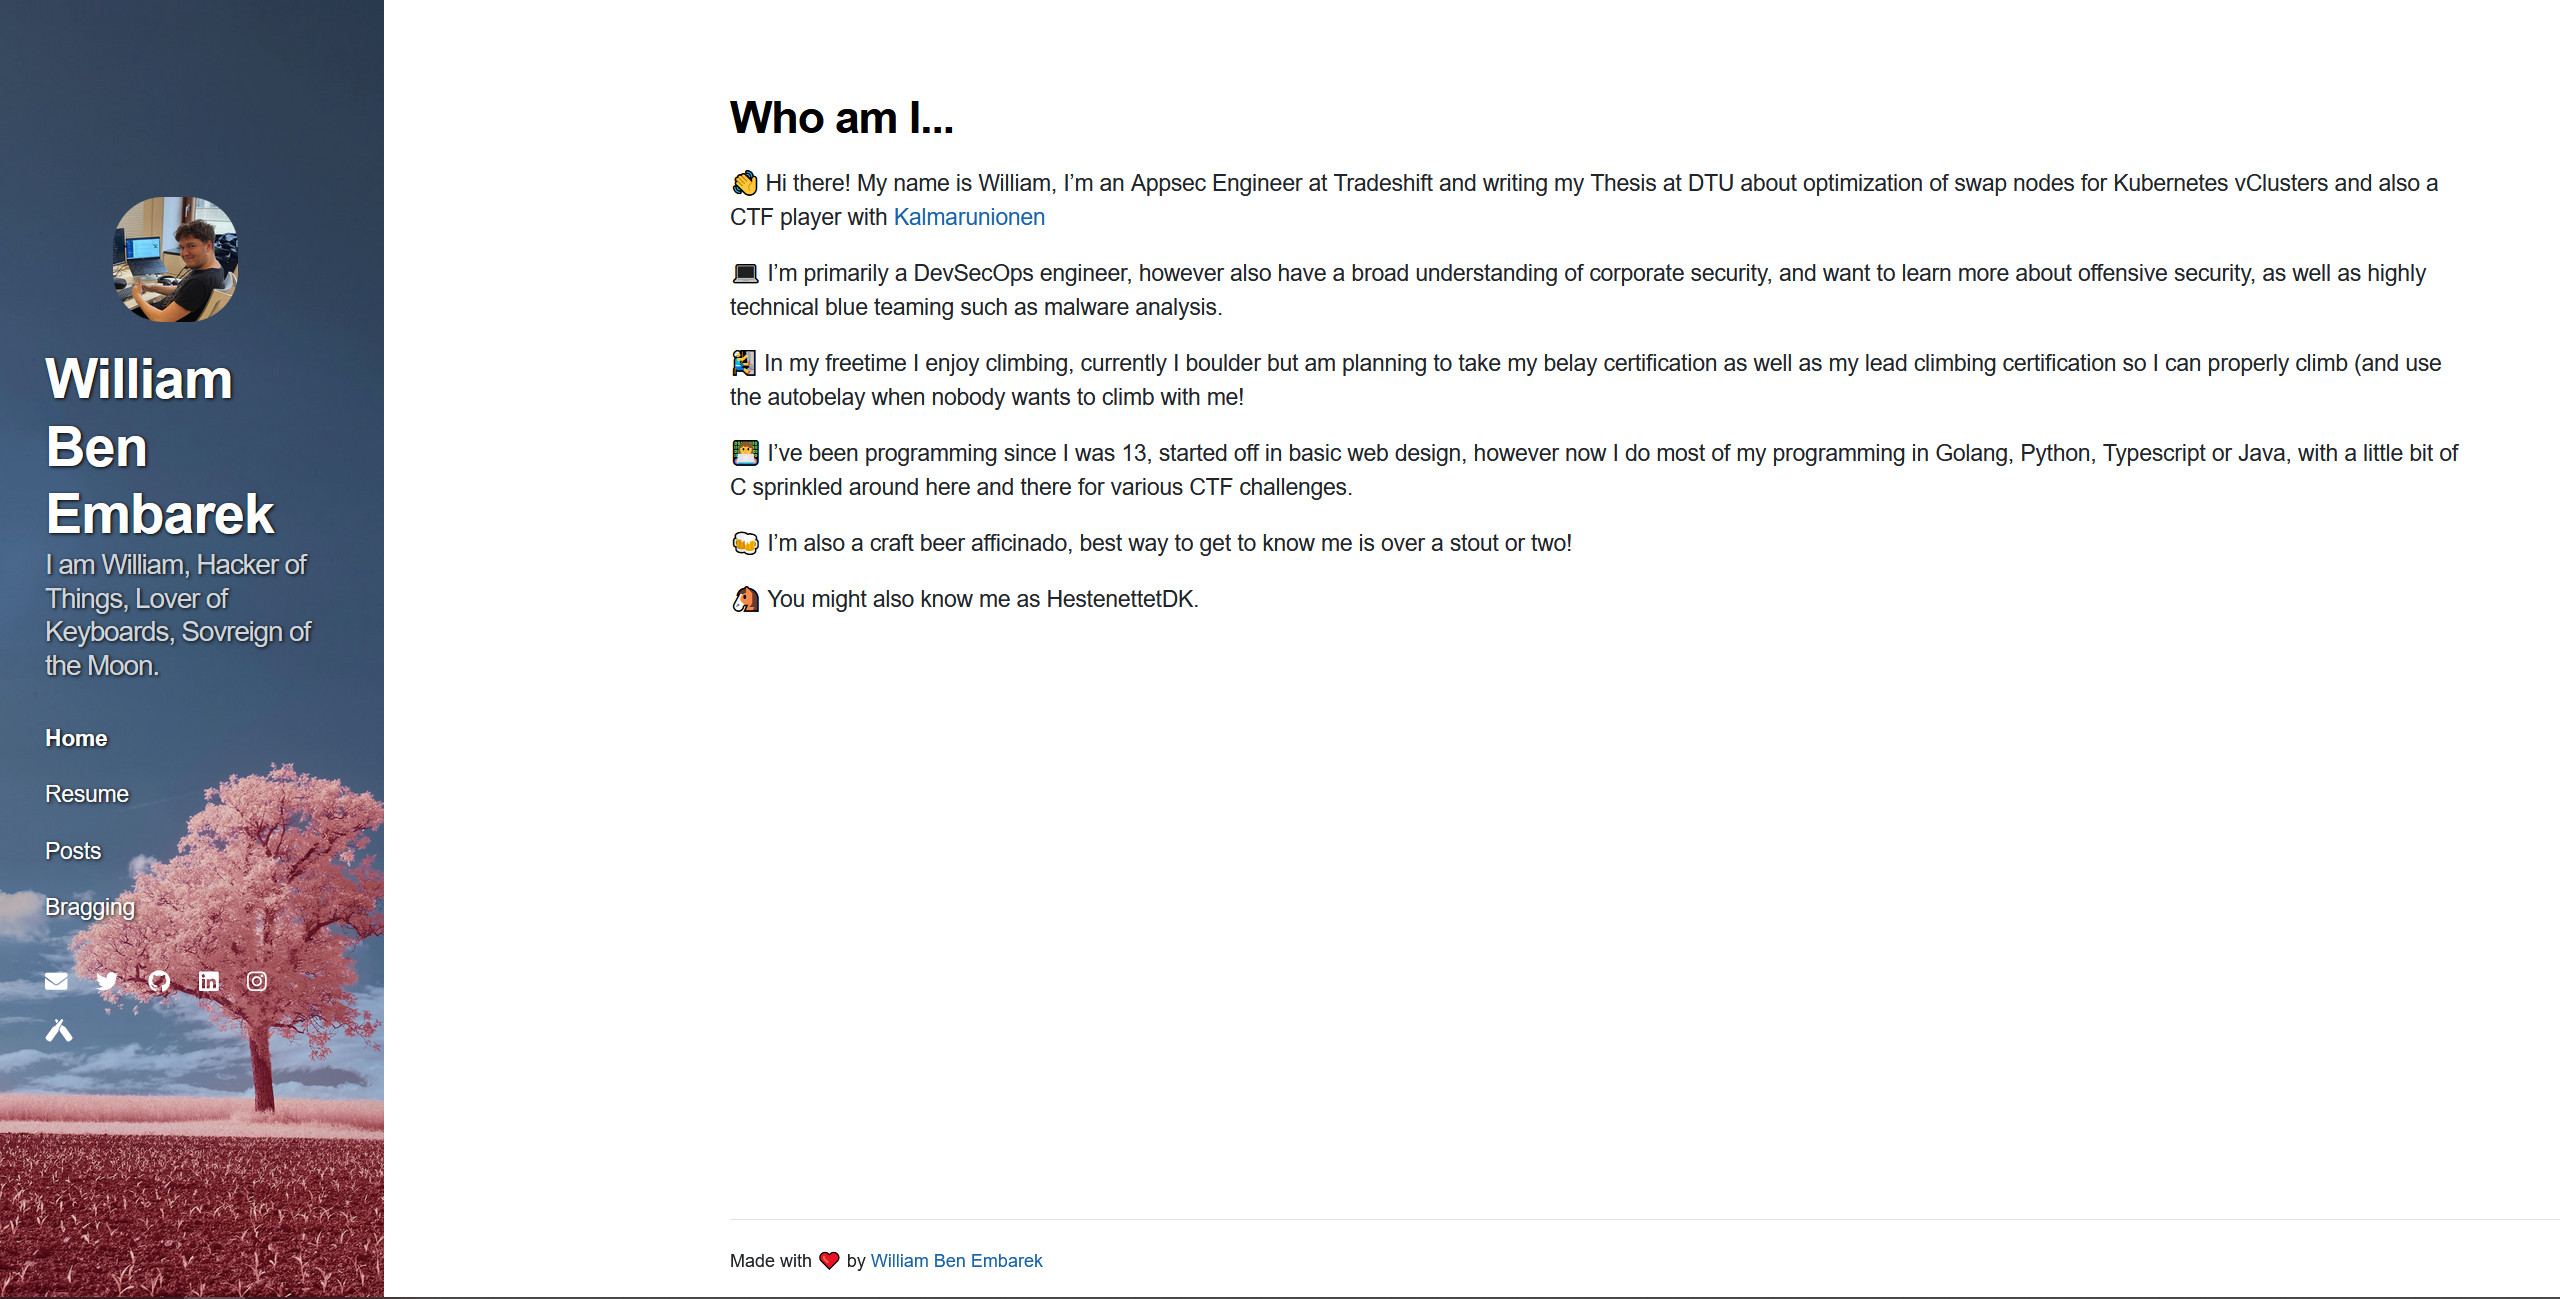 William
Ben
Embarek
I am William, Hacker of
Things, Lover of
Keyboards, Sovreign of
the Moon.
Home
Resume
Posts
Bragging
Who am I...
👋 Hi there! My name is William, I’m an Appsec Engineer at Tradeshift and writing my Thesis at DTU about optimization of swap nodes for Kubernetes vClusters and also a
CTF player with Kalmarunionen
💻 I’m primarily a DevSecOps engineer, however also have a broad understanding of corporate security, and want to learn more about offensive security, as well as highly
technical blue teaming such as malware analysis.
🧗 In my freetime I enjoy climbing, currently I boulder but am planning to take my belay certification as well as my lead climbing certification so I can properly climb (and use
the autobelay when nobody wants to climb with me!
👨‍💻 I’ve been programming since I was 13, started off in basic web design, however now I do most of my programming in Golang, Python, Typescript or Java, with a little bit of
C sprinkled around here and there for various CTF challenges.
🍻 I’m also a craft beer afficinado, best way to get to know me is over a stout or two!
🐴 You might also know me as HestenettetDK.
Made with ❤️ by William Ben Embarek